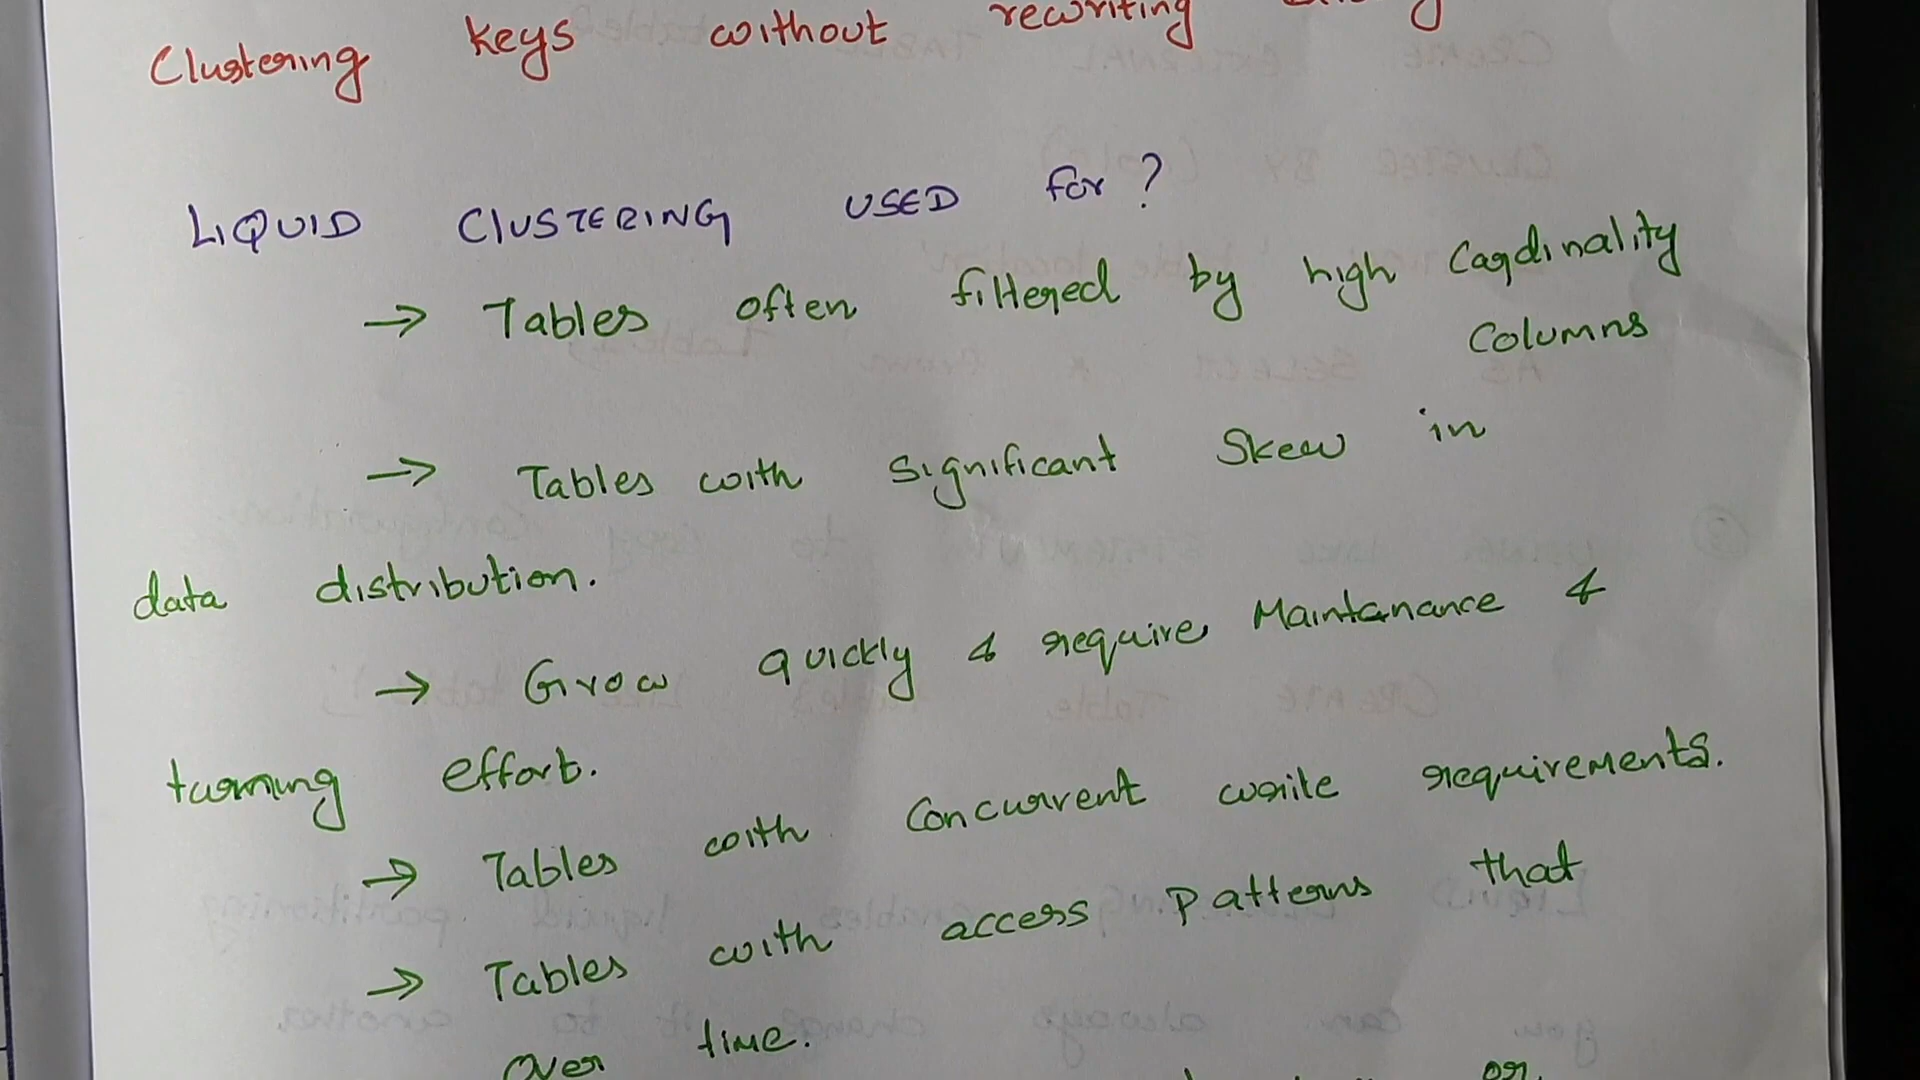 Clustering keys without rewriting
LIQUID CLUSTERING USED for?
→ Tables often filtered by high Cardinality
Columns
→ Tables with significant Skew in
data distribution.
→ Grow quickly & require Maintanance &
turning effort.
→ Tables with Concurrent write requirements.
→ Tables with access Patterns that
over time.
or